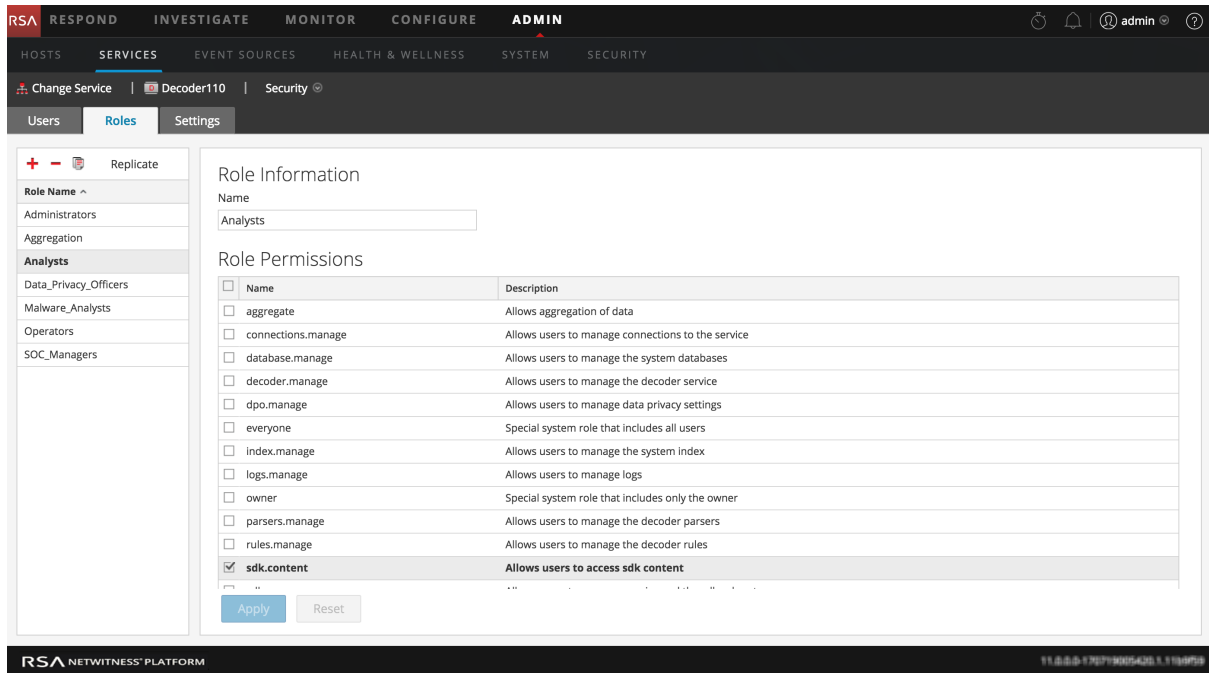 RSA RESPOND INVESTIGATE MONITOR CONFIGURE ADMIN admin
HOSTS SERVICES EVENT SOURCES HEALTH & WELLNESS SYSTEM SECURITY
Change Service | Decoder110 | Security
Users Roles Settings
Replicate
Role Name
Administrators
Aggregation
Analysts
Data_Privacy_Officers
Malware_Analysts
Operators
SOC_Managers
Role Information
Name
Analysts
Role Permissions
Name Description
aggregate Allows aggregation of data
connections.manage Allows users to manage connections to the service
database.manage Allows users to manage the system databases
decoder.manage Allows users to manage the decoder service
dpo.manage Allows users to manage data privacy settings
everyone Special system role that includes all users
index.manage Allows users to manage the system index
logs.manage Allows users to manage logs
owner Special system role that includes only the owner
parsers.manage Allows users to manage the decoder parsers
rules.manage Allows users to manage the decoder rules
sdk.content Allows users to access sdk content
Apply Reset
RSA NETWITNESS® PLATFORM